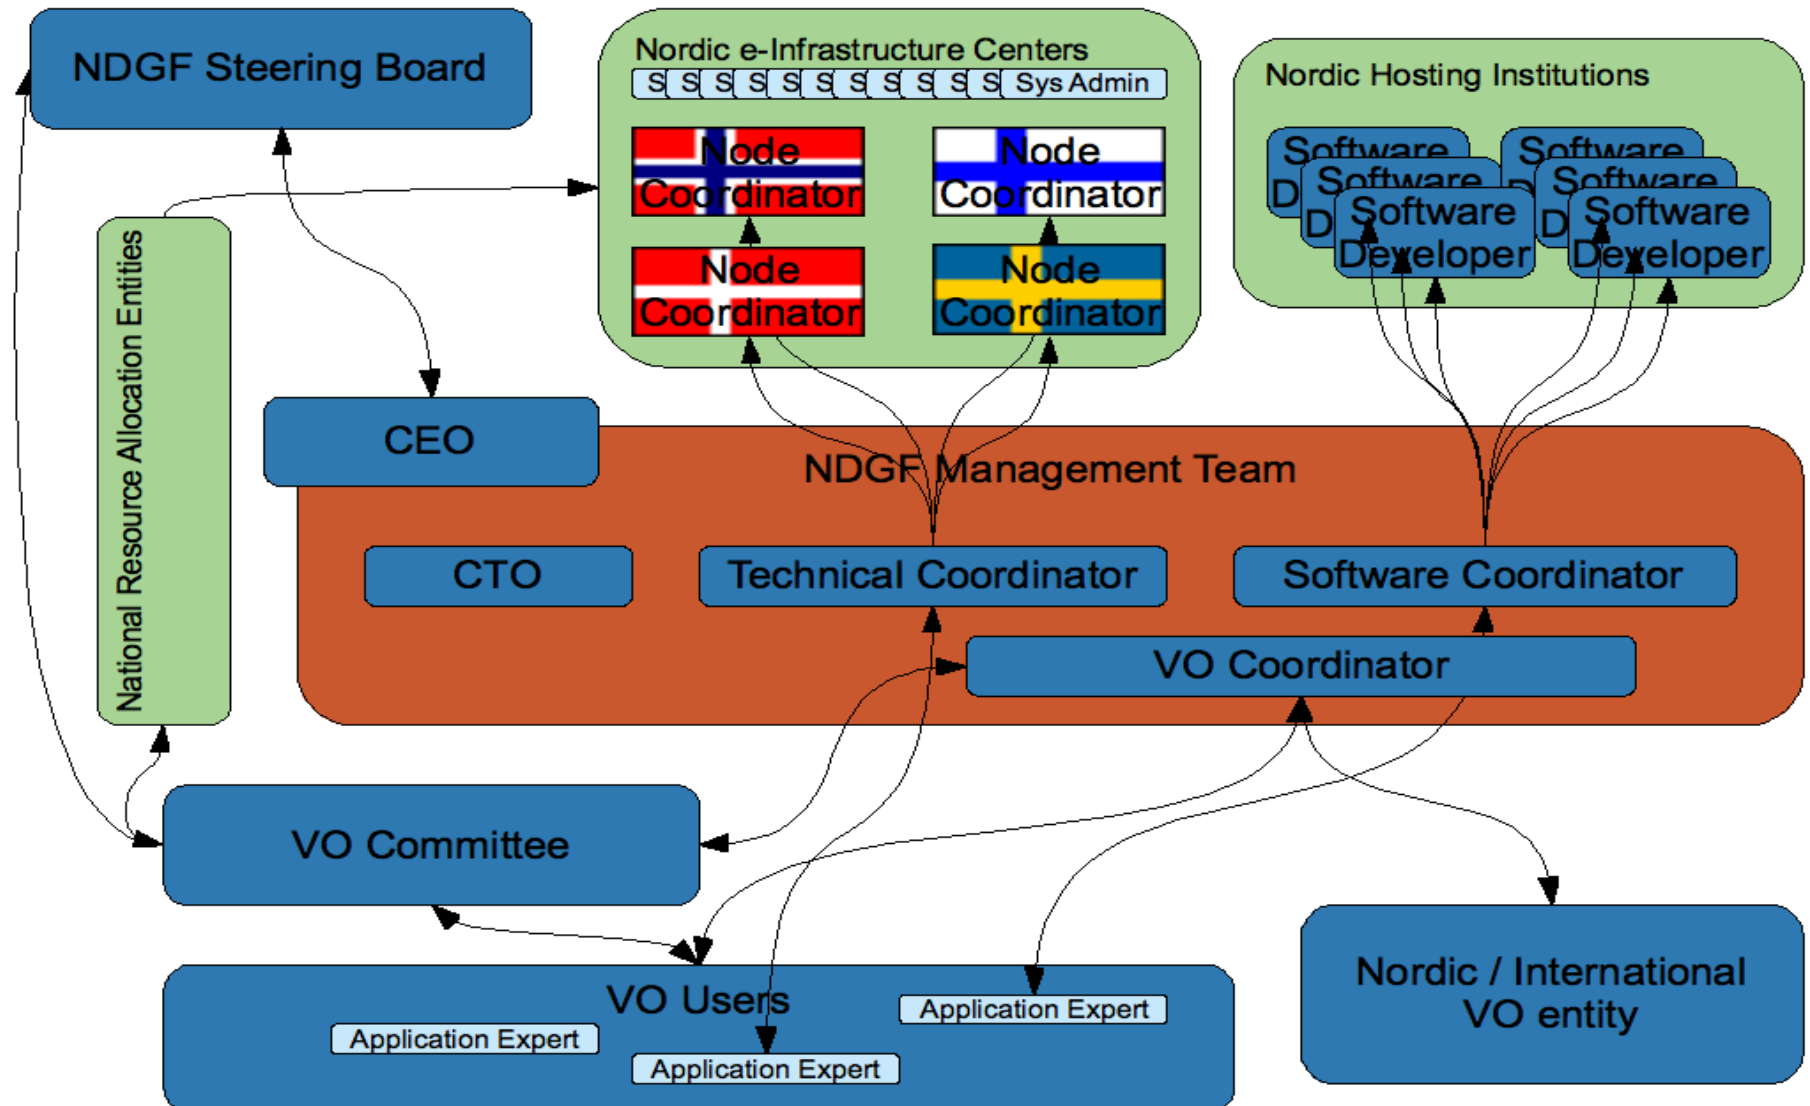 NDGF Steering Board
Nordic e-Infrastructure Centers
S S S S S S S S S S S Sys Admin
Node
Coordinator
Node
Coordinator
Node
Coordinator
Node
Coordinator
Nordic Hosting Institutions
Software
D
Software
D
Software
Developer
Software
D
Software
D
Software
Developer
National Resource Allocation Entities
CEO
NDGF Management Team
CTO
Technical Coordinator
Software Coordinator
VO Coordinator
VO Committee
VO Users
Application Expert
Application Expert
Application Expert
Nordic / International
VO entity